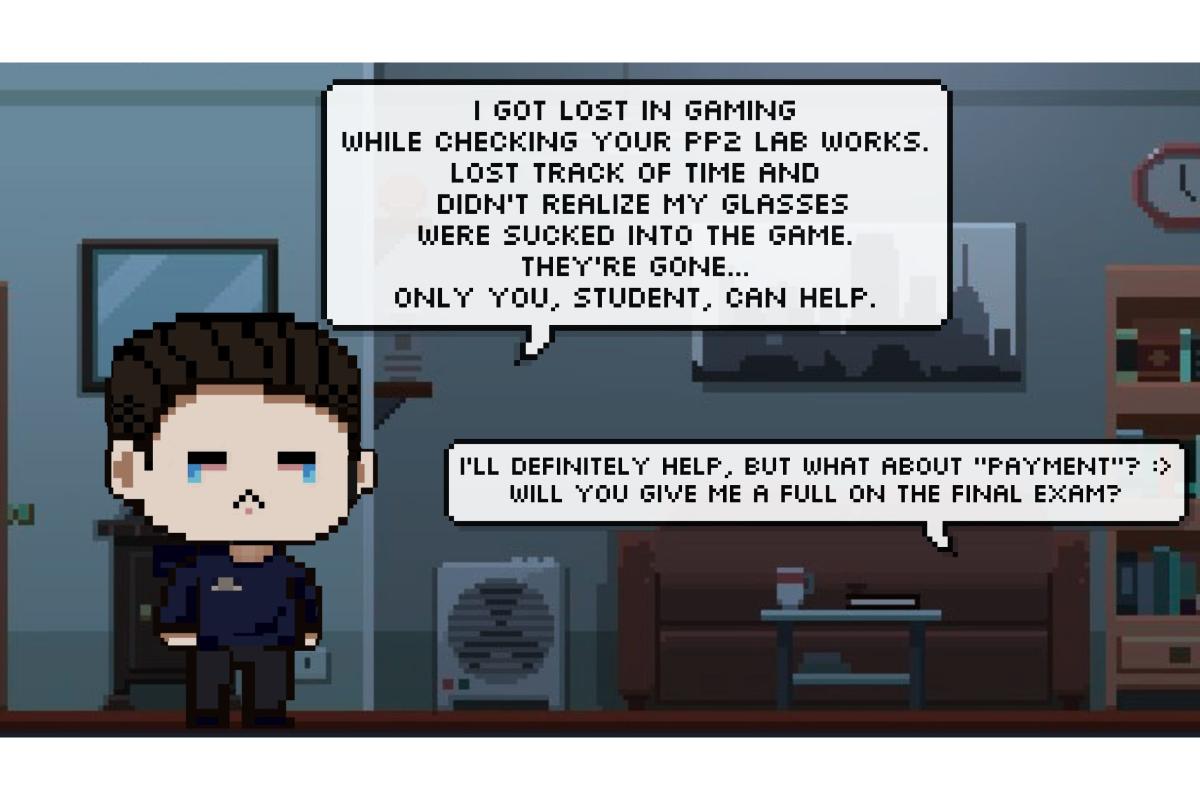 I GOT LOST IN GAMING
WHILE CHECKING YOUR PP2 LAB WORKS.
LOST TRACK OF TIME AND
DIDN'T REALIZE MY GLASSES
WERE SUCKED INTO THE GAME.
THEY'RE GONE...
ONLY YOU, STUDENT, CAN HELP.
I'LL DEFINITELY HELP, BUT WHAT ABOUT "PAYMENT"? :>
WILL YOU GIVE ME A FULL ON THE FINAL EXAM?